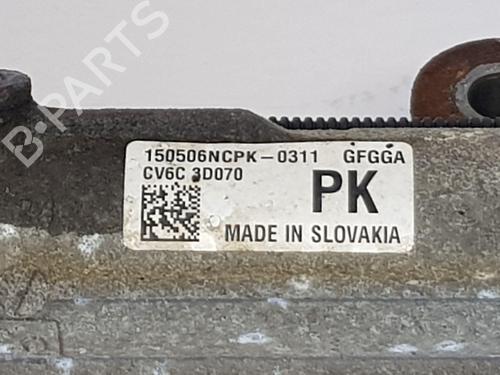 B-PARTS
150506NCPK-0311 GFGGA
CV6C 3D070
PK
MADE IN SLOVAKIA